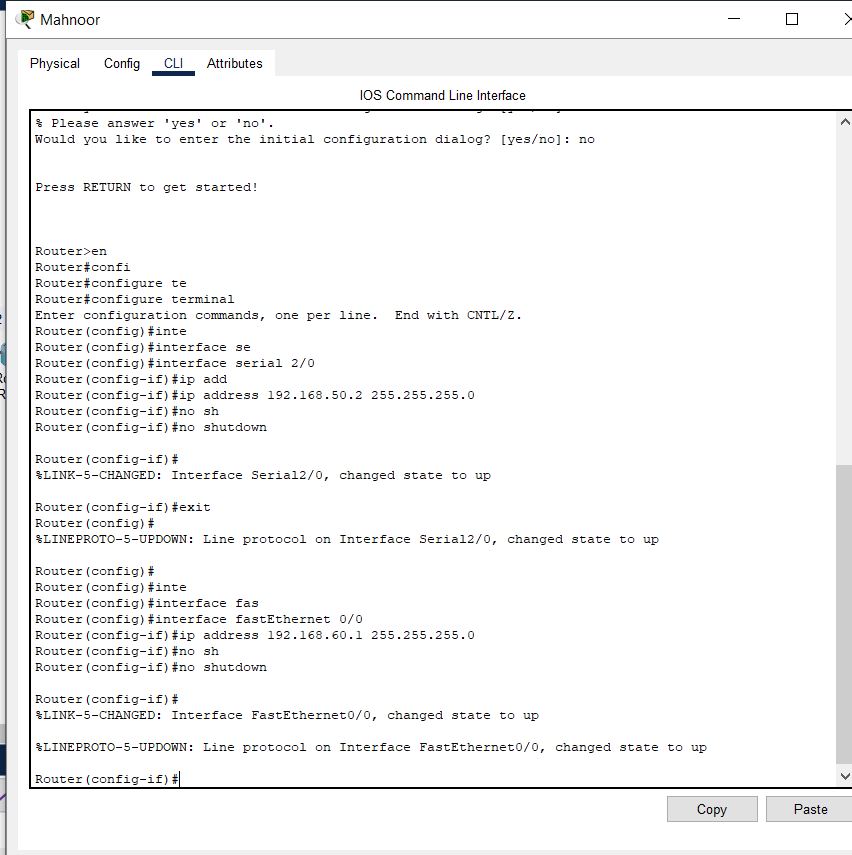 Mahnoor
Physical Config CLI Attributes
IOS Command Line Interface
% Please answer 'yes' or 'no'.
Would you like to enter the initial configuration dialog? [yes/no]: no
Press RETURN to get started!
Router>en
Router#confi
Router#configure te
Router#configure terminal
Enter configuration commands, one per line.  End with CNTL/Z.
Router(config)#inte
Router(config)#interface se
Router(config)#interface serial 2/0
Router(config-if)#ip add
Router(config-if)#ip address 192.168.50.2 255.255.255.0
Router(config-if)#no sh
Router(config-if)#no shutdown
Router(config-if)#
%LINK-5-CHANGED: Interface Serial2/0, changed state to up
Router(config-if)#exit
Router(config)#
%LINEPROTO-5-UPDOWN: Line protocol on Interface Serial2/0, changed state to up
Router(config)#
Router(config)#inte
Router(config)#interface fas
Router(config)#interface fastEthernet 0/0
Router(config-if)#ip address 192.168.60.1 255.255.255.0
Router(config-if)#no sh
Router(config-if)#no shutdown
Router(config-if)#
%LINK-5-CHANGED: Interface FastEthernet0/0, changed state to up
%LINEPROTO-5-UPDOWN: Line protocol on Interface FastEthernet0/0, changed state to up
Router(config-if)#
Copy Paste